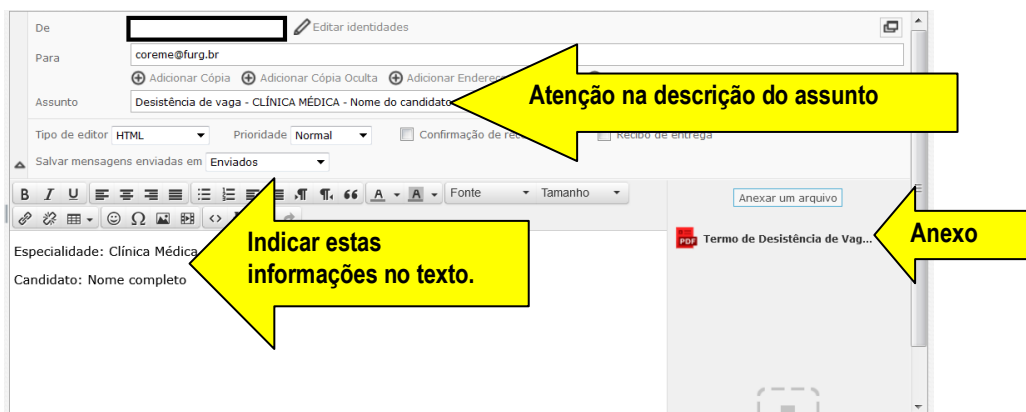 De
Editar identidades
Para
coreme@furg.br
Adicionar Cópia Adicionar Cópia Oculta Adicionar
Assunto
Desistência de vaga - CLÍNICA MÉDICA - Nome do candidato
Atenção na descrição do assunto
Tipo de editor HTML Prioridade Normal Confirmação de Recibo de entrega
Salvar mensagens enviadas em Enviados
B I U A A Fonte Tamanho
Anexar um arquivo
Termo de Desistência de Vag...
Anexo
Especialidade: Clínica Médica
Candidato: Nome completo
Indicar estas
informações no texto.